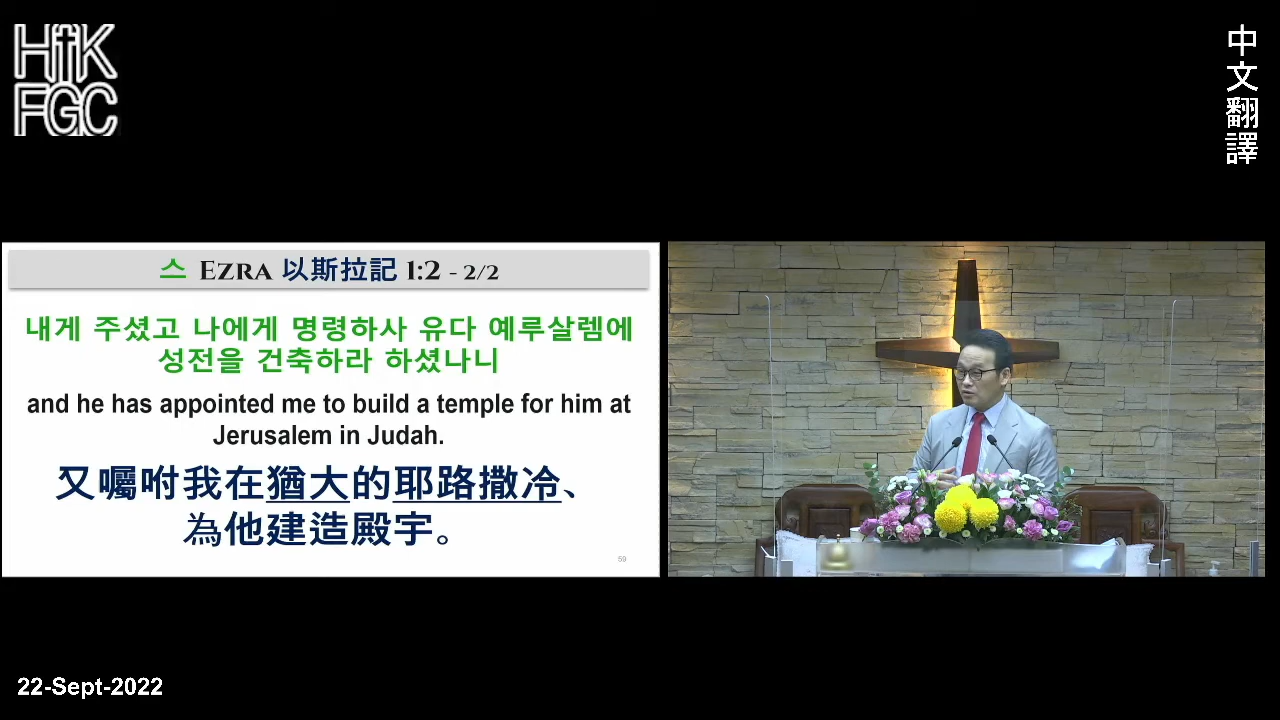 HKFGC
中文翻譯
스 EZRA 以斯拉記 1:2 - 2/2
내게 주셨고 나에게 명령하사 유다 예루살렘에
성전을 건축하라 하셨나니
and he has appointed me to build a temple for him at
Jerusalem in Judah.
又囑咐我在猶大的耶路撒冷、
為他建造殿宇。
59
22-Sept-2022